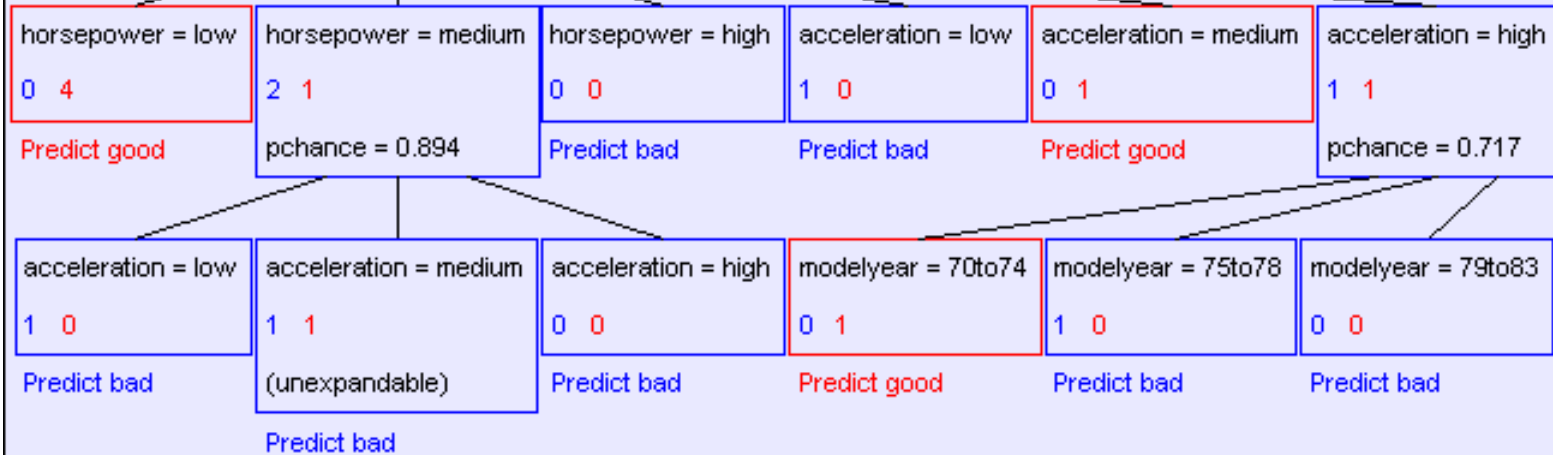 horsepower = low
0 4
Predict good
horsepower = medium
2 1
pchance = 0.894
horsepower = high
0 0
Predict bad
acceleration = low
1 0
Predict bad
acceleration = medium
0 1
Predict good
acceleration = high
1 1
pchance = 0.717
acceleration = low
1 0
Predict bad
acceleration = medium
1 1
(unexpandable)
Predict bad
acceleration = high
0 0
Predict bad
modelyear = 70to74
0 1
Predict good
modelyear = 75to78
1 0
Predict bad
modelyear = 79to83
0 0
Predict bad